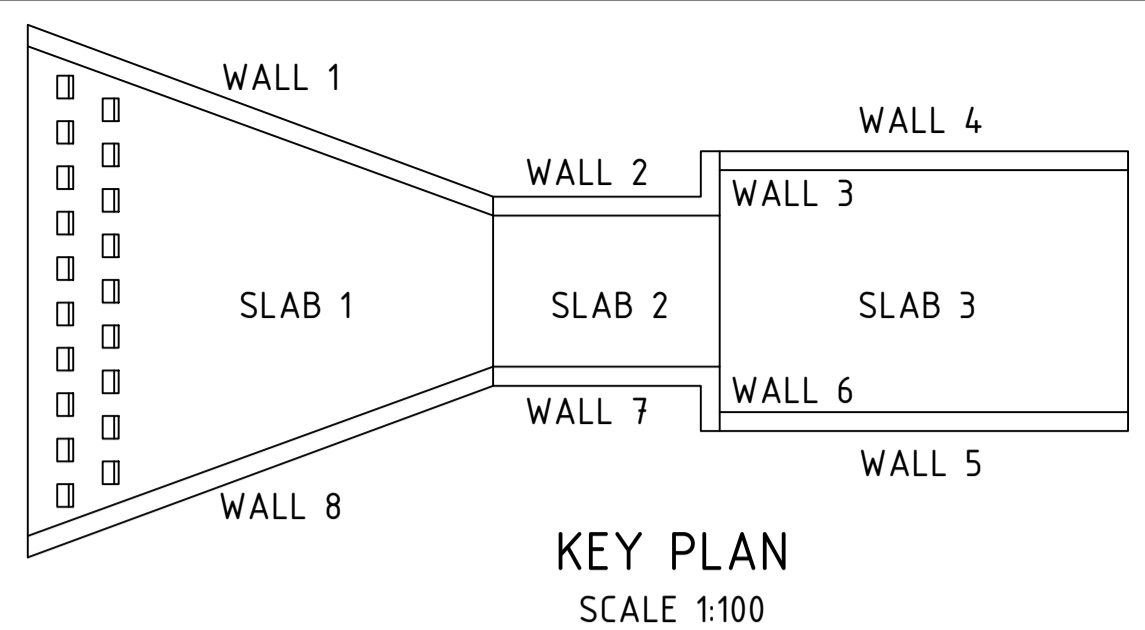 WALL 1
WALL 4
WALL 2
WALL 3
SLAB 1
SLAB 2
SLAB 3
WALL 6
WALL 7
WALL 5
WALL 8
KEY PLAN
SCALE 1:100